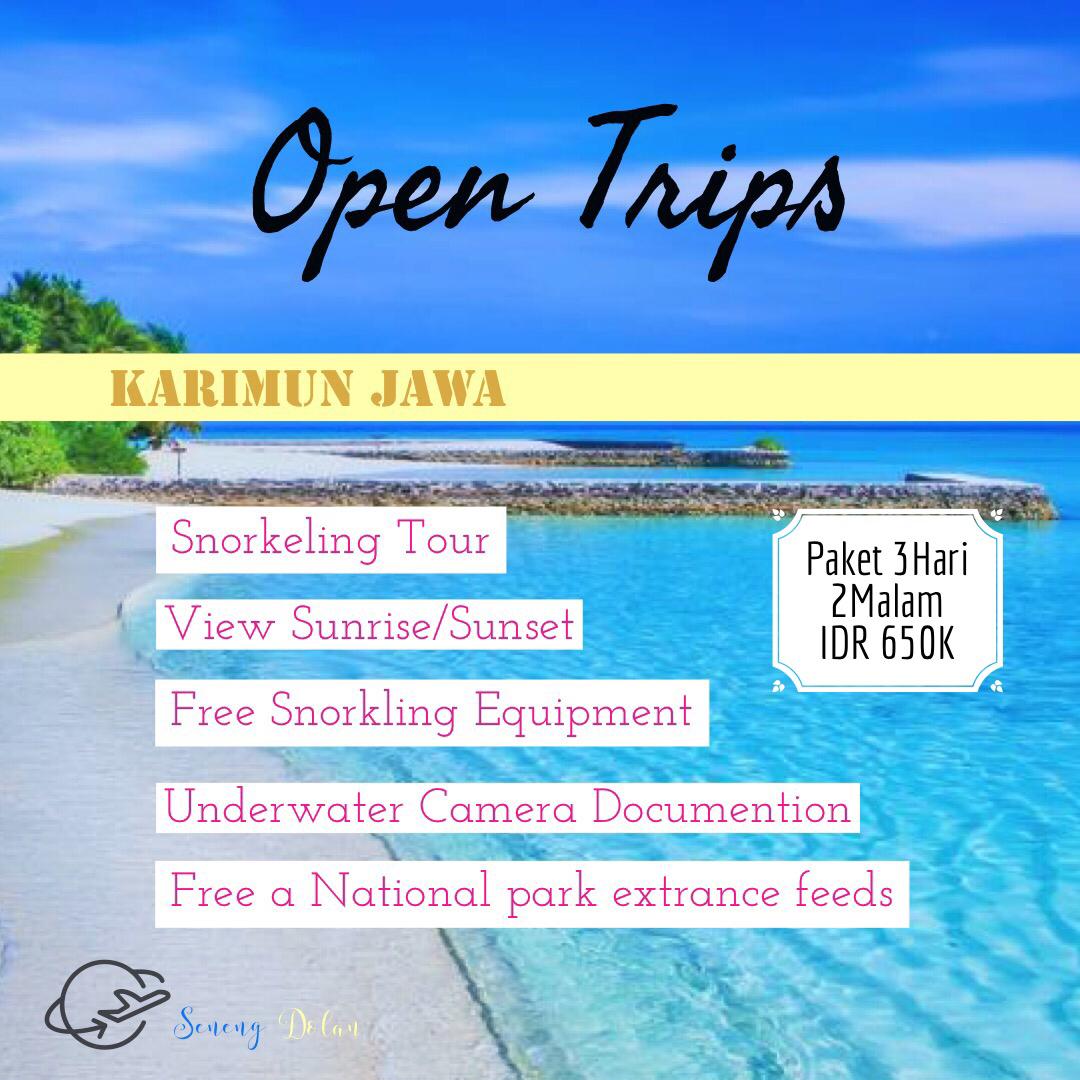 Open Trips
KARIMUN JAWA
Snorkeling Tour
View Sunrise/Sunset
Free Snorkling Equipment
Underwater Camera Documention
Free a National park extrance feeds
Paket 3Hari
2Malam
IDR 650K
Seneng Dolan